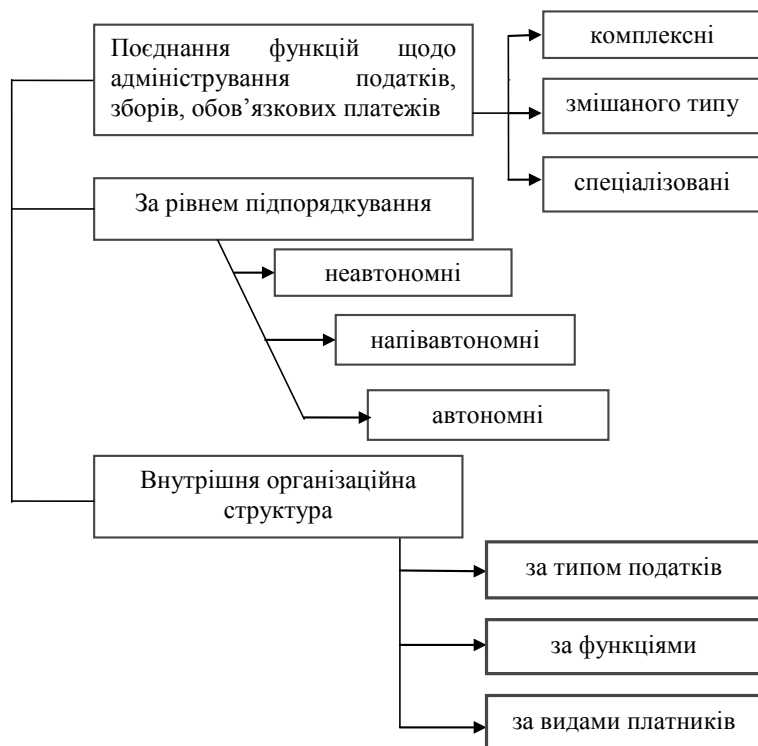 Поєднання функцій щодо
адміністрування податків,
зборів, обов’язкових платежів
комплексні
змішаного типу
спеціалізовані
За рівнем підпорядкування
неавтономні
напівавтономні
автономні
Внутрішня організаційна
структура
за типом податків
за функціями
за видами платників